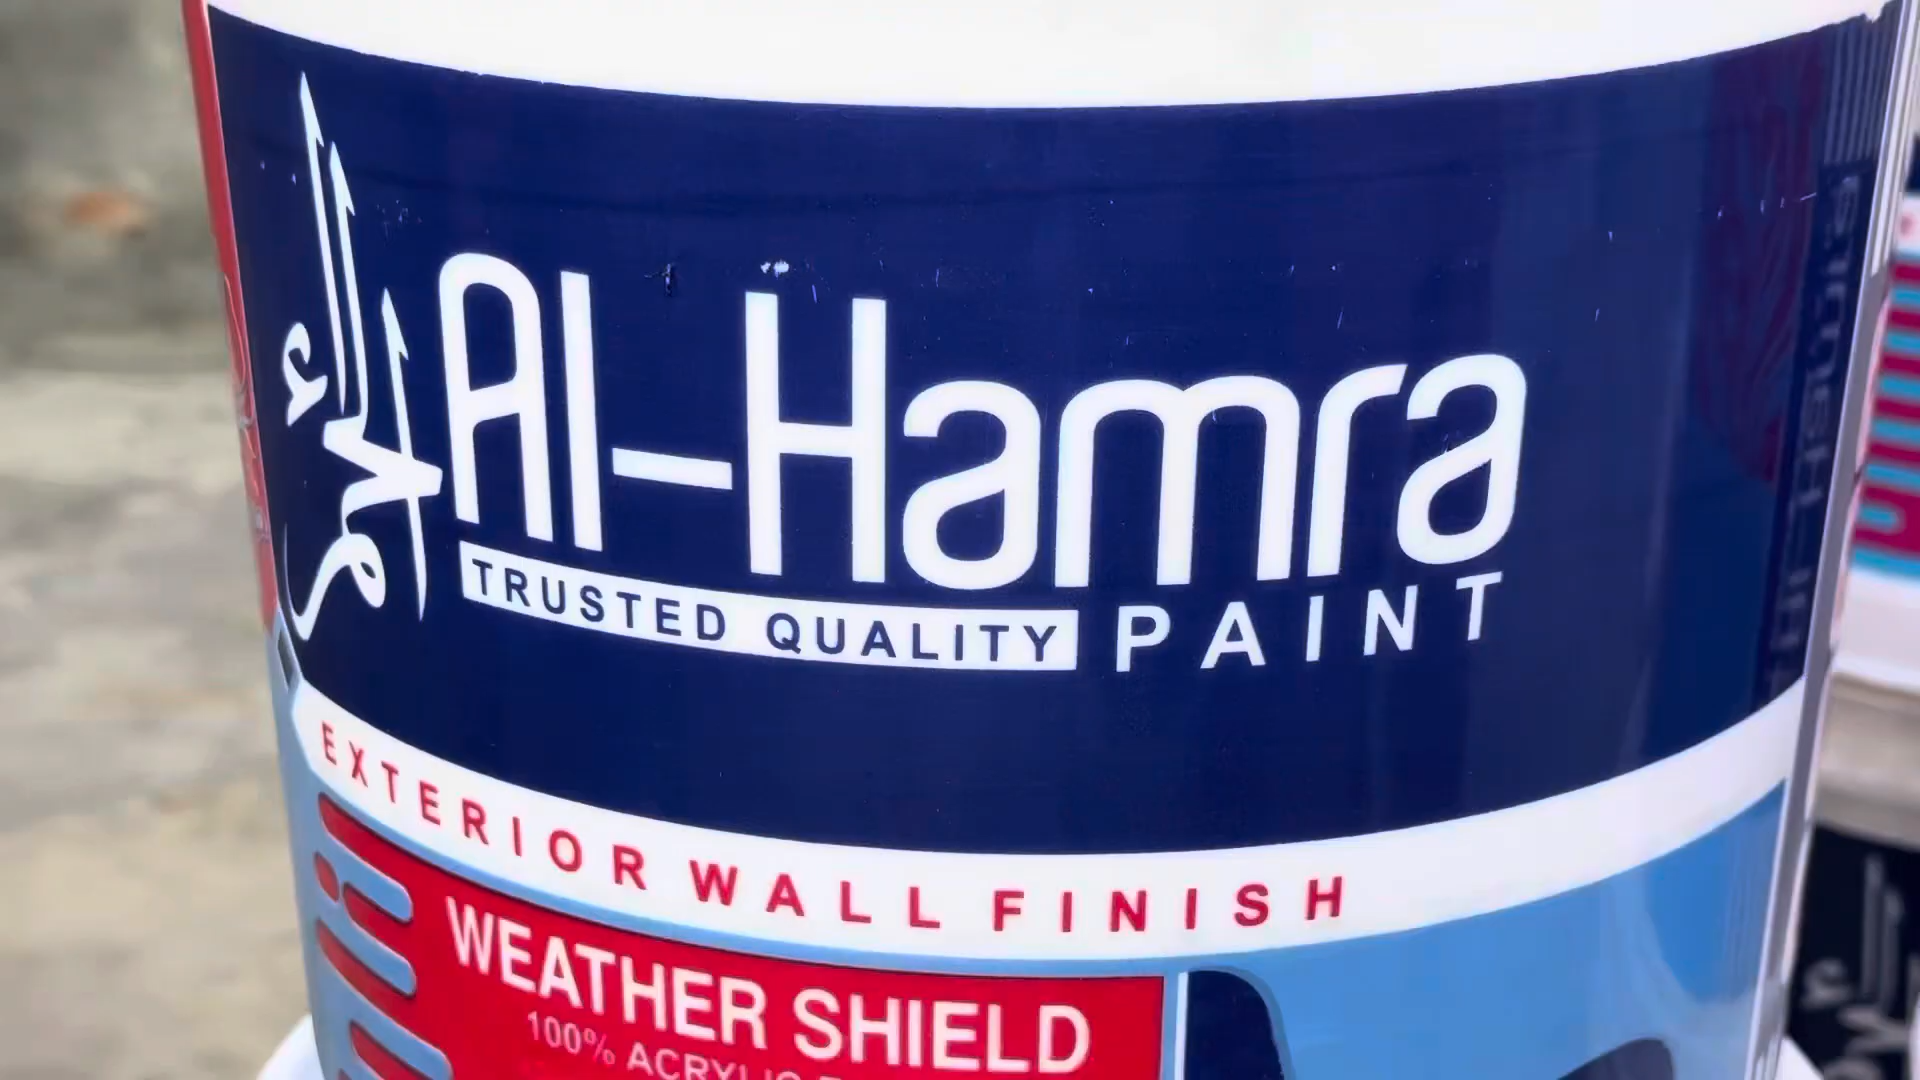 الحمراء
Al-Hamra
TRUSTED QUALITY PAINT
EXTERIOR WALL FINISH
WEATHER SHIELD
100%